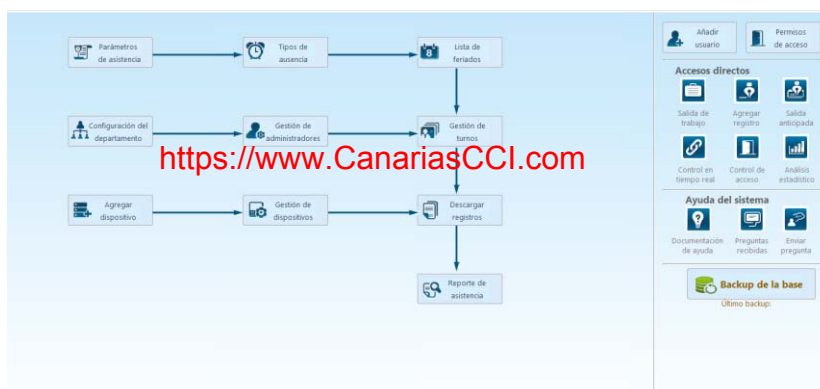 Parámetros
de asistencia
Tipos de
ausencia
Lista de
feriados
Configuración del
departamento
Gestión de
administradores
Gestión de
turnos
https://www.CanariasCCI.com
Agregar
dispositivo
Gestión de
dispositivos
Descargar
registros
Reporte de
asistencia
Añadir
usuario
Permisos
de acceso
Accesos directos
Salida de
trabajo
Agregar
registro
Salida
anticipada
Control en
tiempo real
Control de
acceso
Análisis
estadístico
Ayuda del sistema
Documentación
de ayuda
Preguntas
recibidas
Enviar
pregunta
Backup de la base
Último backup: